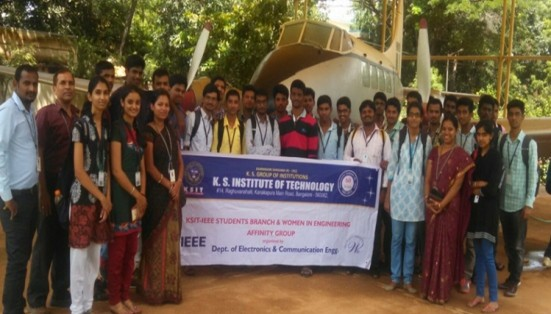 K. S. GROUP OF INSTITUTIONS
K. S. INSTITUTE OF TECHNOLOGY
KSIT
KSIT-IEEE STUDENTS BRANCH & WOMEN IN ENGINEERING
AFFINITY GROUP
IEEE
Dept. of Electronics & Communication Engg.